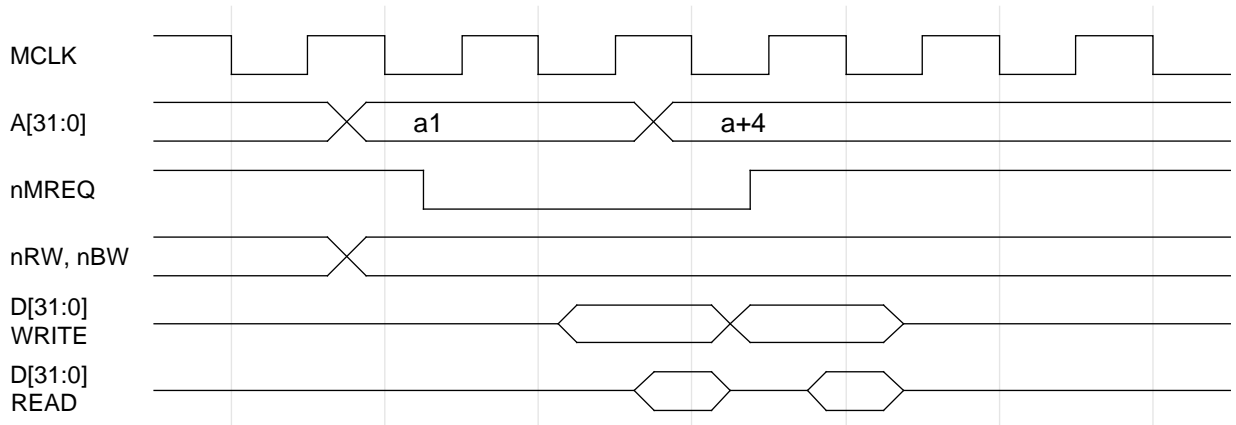 MCLK
A[31:0]
a1
a+4
nMREQ
nRW, nBW
D[31:0]
WRITE
D[31:0]
READ